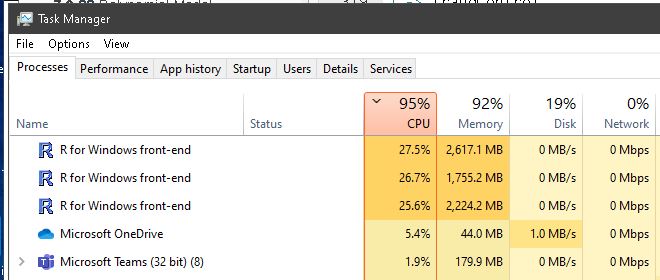 Task Manager
File Options View
Processes Performance App history Startup Users Details Services
95% 92% 19% 0%
Name Status CPU Memory Disk Network
R for Windows front-end 27.5% 2,617.1 MB 0 MB/s 0 Mbps
R for Windows front-end 26.7% 1,755.2 MB 0 MB/s 0 Mbps
R for Windows front-end 25.6% 2,224.2 MB 0 MB/s 0 Mbps
Microsoft OneDrive 5.4% 44.0 MB 1.0 MB/s 0 Mbps
Microsoft Teams (32 bit) (8) 1.9% 179.9 MB 0 MB/s 0 Mbps